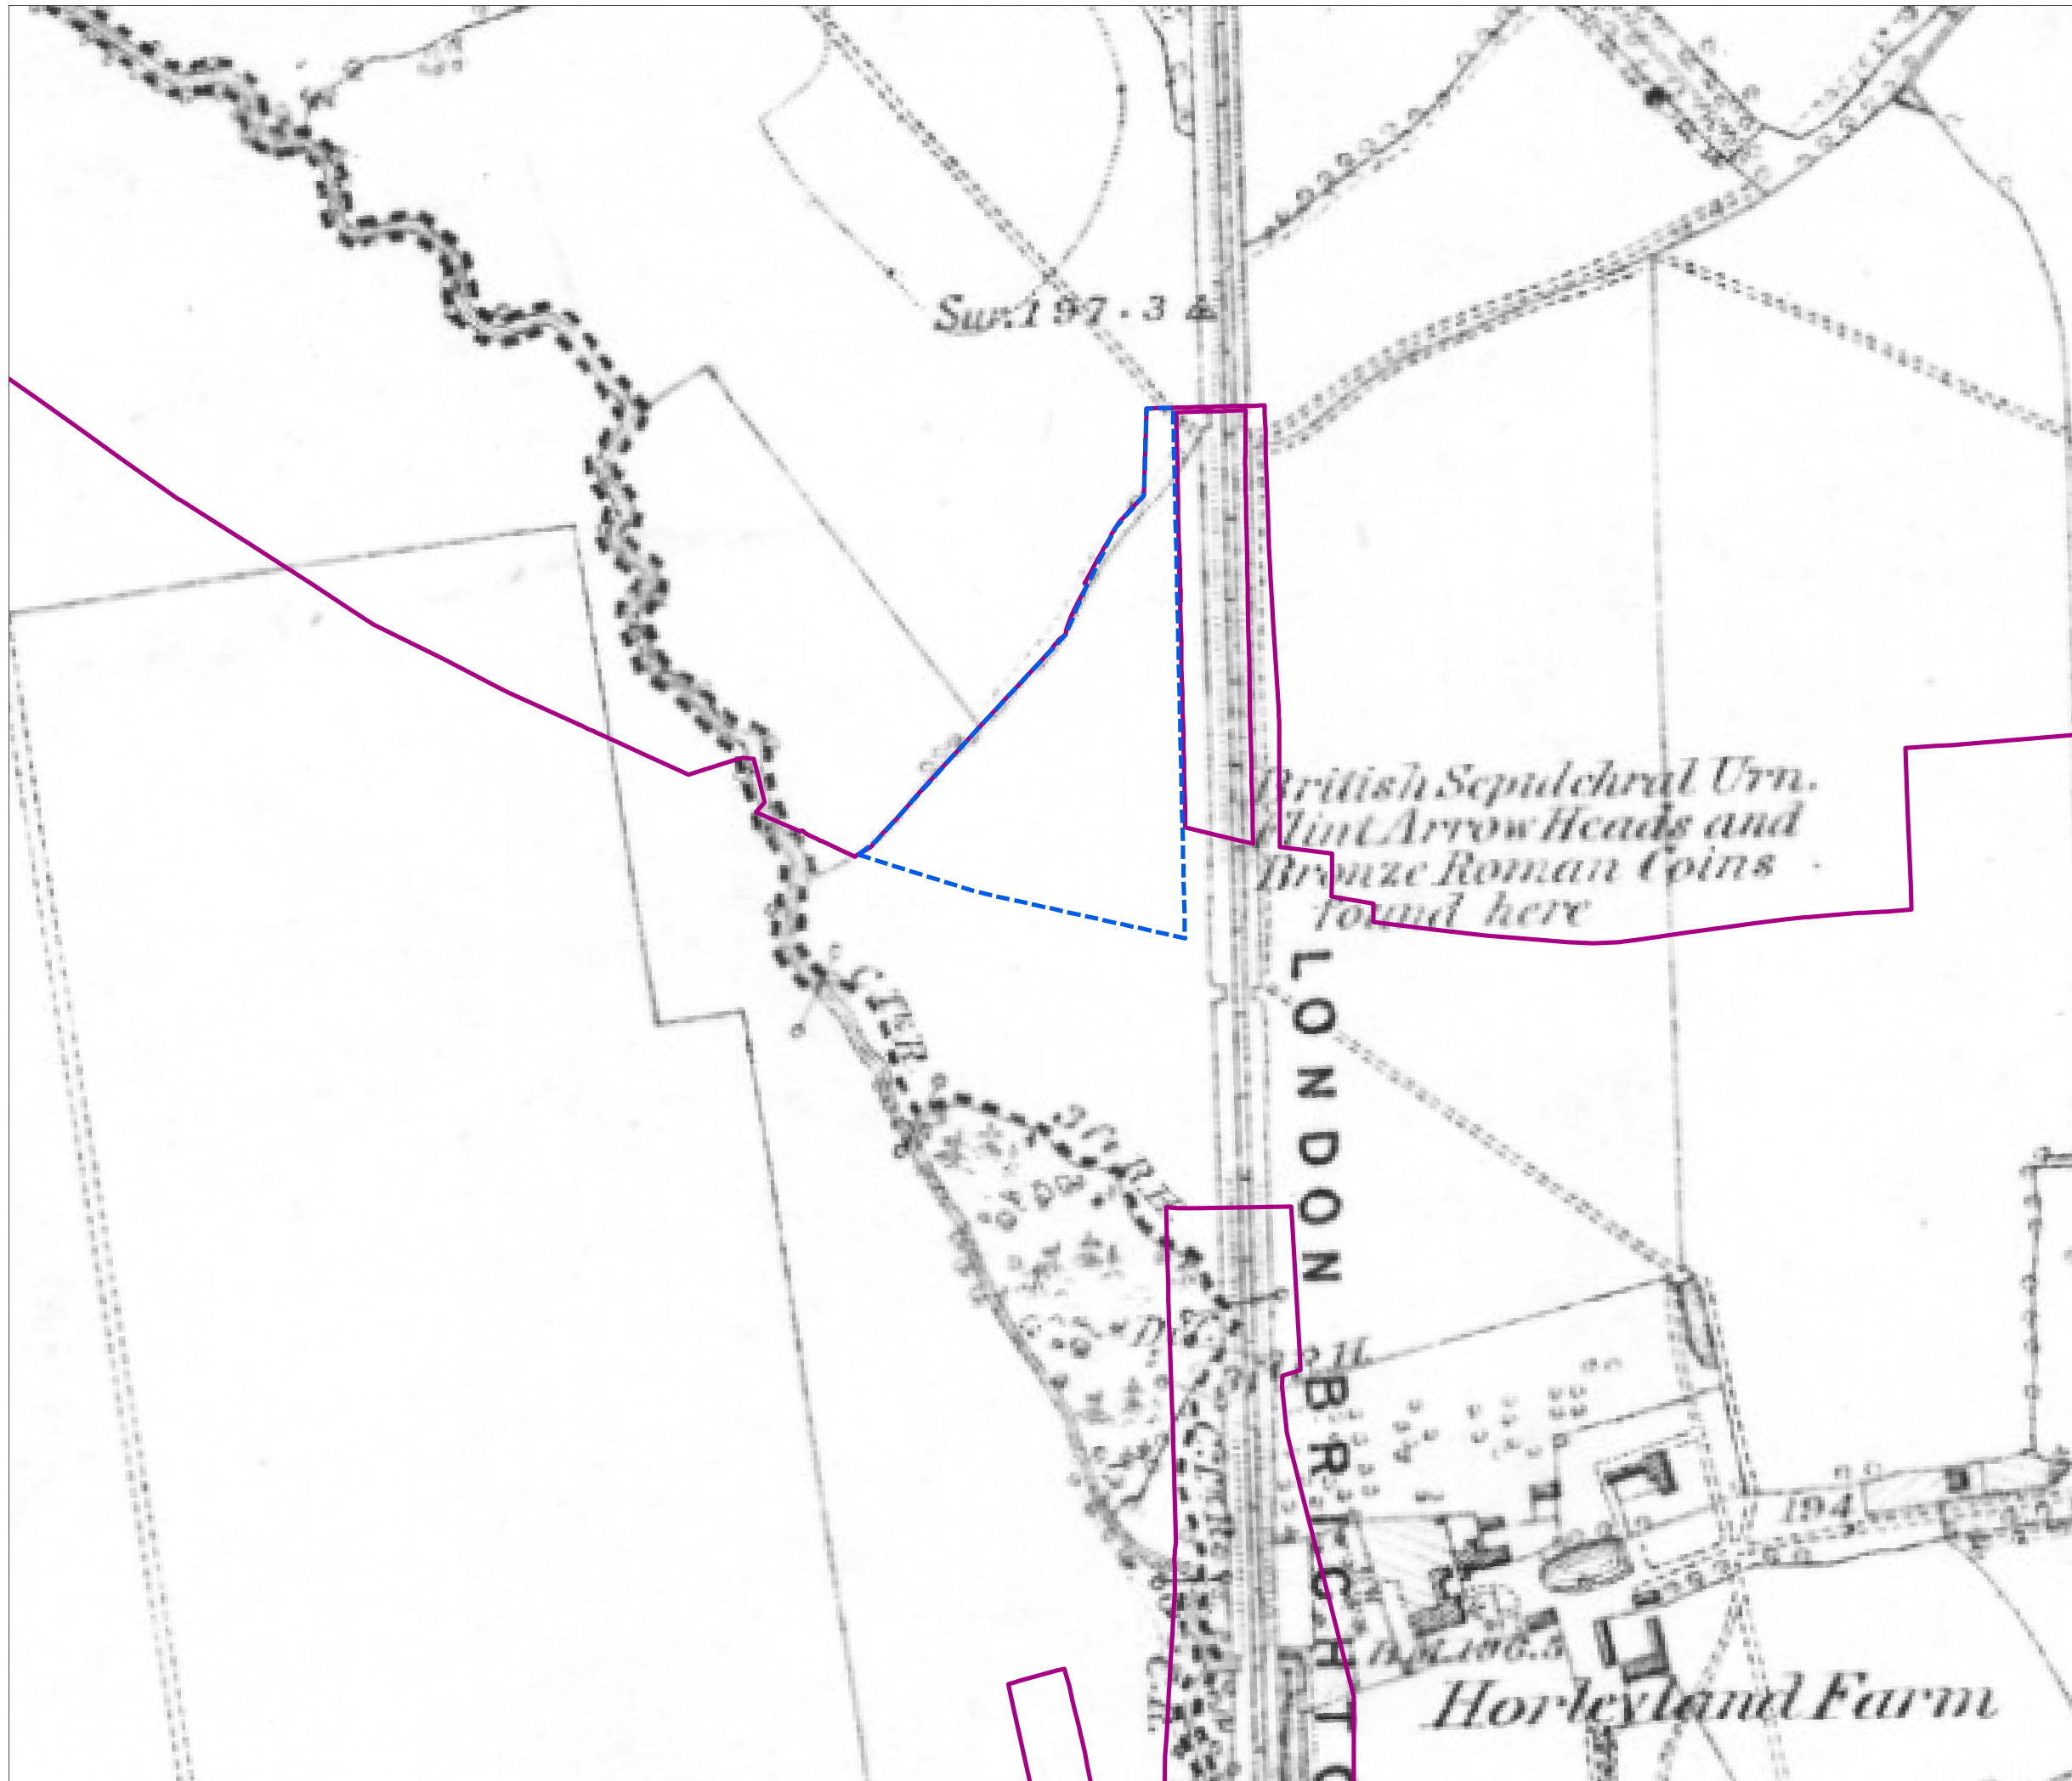 Sur. 197.3
British Sepulchral Urn.
Flint Arrow Heads and
Bronze Roman Coins
found here
LONDON BRIGHTO
194
Horleyland Farm